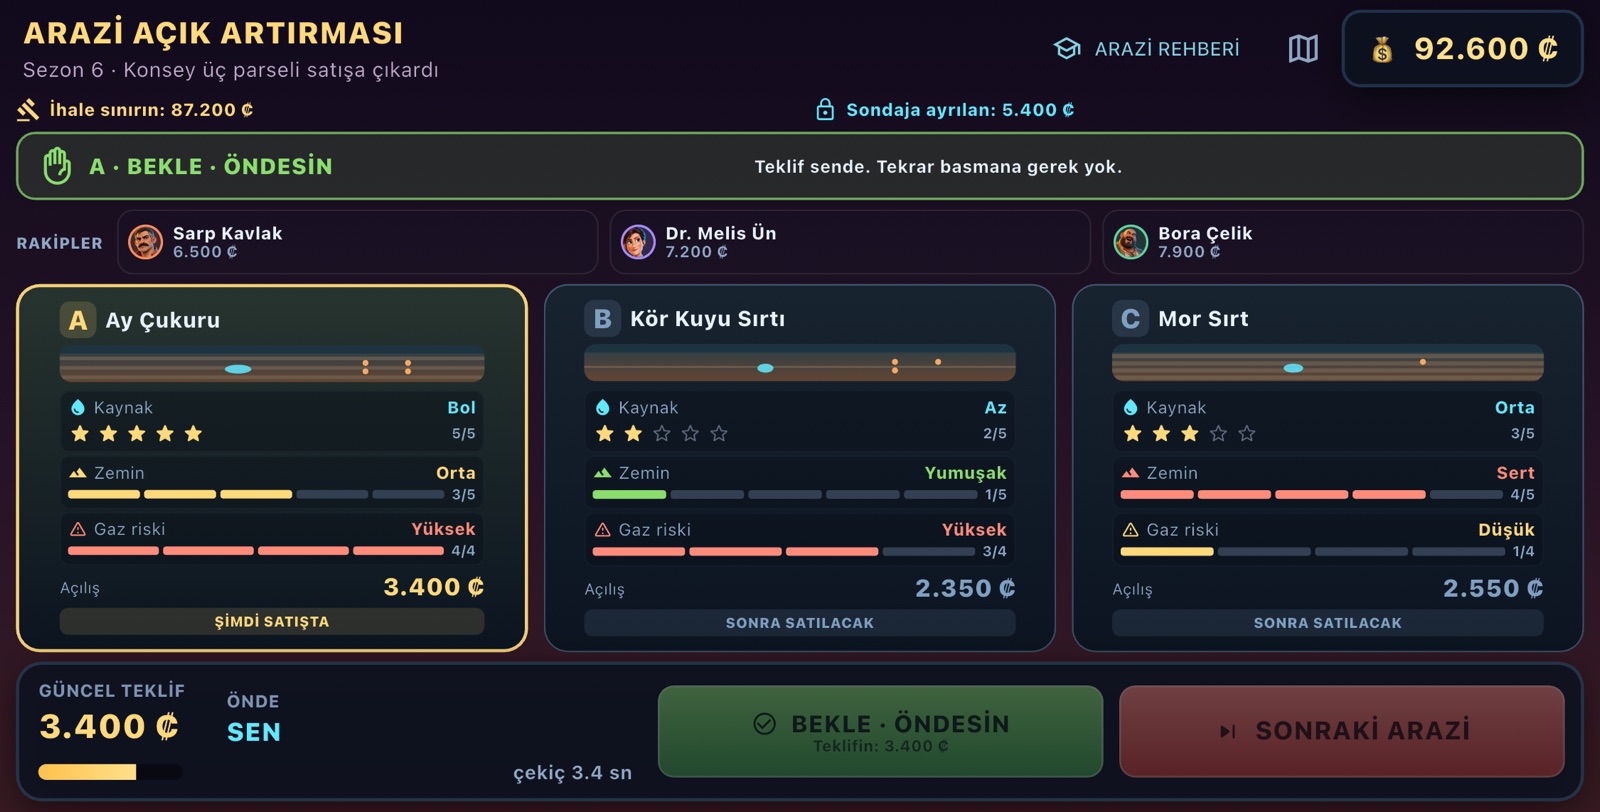 ARAZİ AÇIK ARTIRMASI
Sezon 6 · Konsey üç parseli satışa çıkardı
ARAZİ REHBERİ
92.600 ₡
İhale sınırın: 87.200 ₡
Sondaja ayrılan: 5.400 ₡
A · BEKLE · ÖNDESİN
Teklif sende. Tekrar basmana gerek yok.
RAKİPLER
Sarp Kavlak
6.500 ₡
Dr. Melis Ün
7.200 ₡
Bora Çelik
7.900 ₡
A Ay Çukuru
Kaynak Bol
5/5
Zemin Orta
3/5
Gaz riski Yüksek
4/4
Açılış 3.400 ₡
ŞİMDİ SATIŞTA
B Kör Kuyu Sırtı
Kaynak Az
2/5
Zemin Yumuşak
1/5
Gaz riski Yüksek
3/4
Açılış 2.350 ₡
SONRA SATILACAK
C Mor Sırt
Kaynak Orta
3/5
Zemin Sert
4/5
Gaz riski Düşük
1/4
Açılış 2.550 ₡
SONRA SATILACAK
GÜNCEL TEKLİF
3.400 ₡
ÖNDE
SEN
çekiç 3.4 sn
BEKLE · ÖNDESİN
Teklifin: 3.400 ₡
SONRAKİ ARAZİ